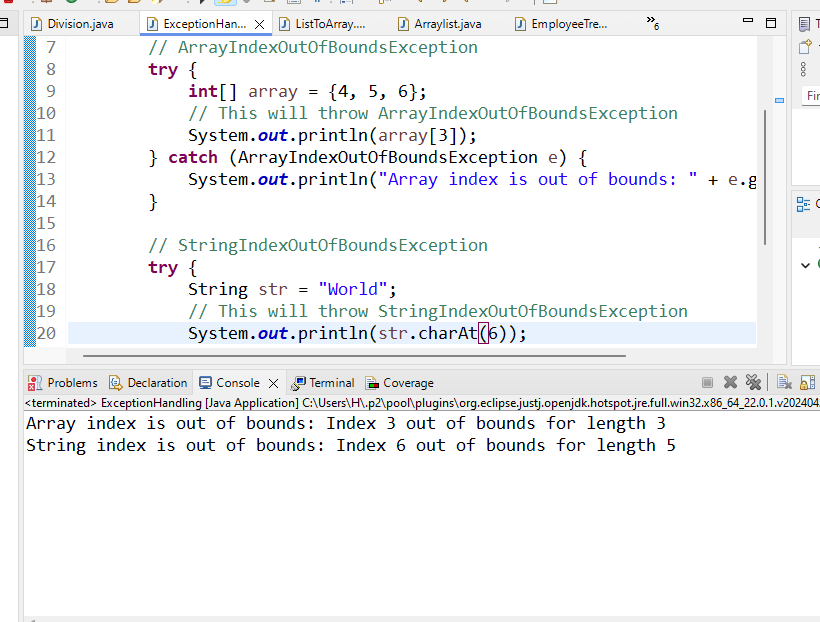 Division.java
ExceptionHan...
ListToArray....
Arraylist.java
EmployeeTre...
»6
7 // ArrayIndexOutOfBoundsException
8 try {
9 int[] array = {4, 5, 6};
10 // This will throw ArrayIndexOutOfBoundsException
11 System.out.println(array[3]);
12 } catch (ArrayIndexOutOfBoundsException e) {
13 System.out.println("Array index is out of bounds: " + e.g
14 }
15
16 // StringIndexOutOfBoundsException
17 try {
18 String str = "World";
19 // This will throw StringIndexOutOfBoundsException
20 System.out.println(str.charAt(6));
Fin
Problems
Declaration
Console
Terminal
Coverage
<terminated> ExceptionHandling [Java Application] C:\Users\H\.p2\pool\plugins\org.eclipse.justj.openjdk.hotspot.jre.full.win32.x86_64_22.0.1.v202404
Array index is out of bounds: Index 3 out of bounds for length 3
String index is out of bounds: Index 6 out of bounds for length 5